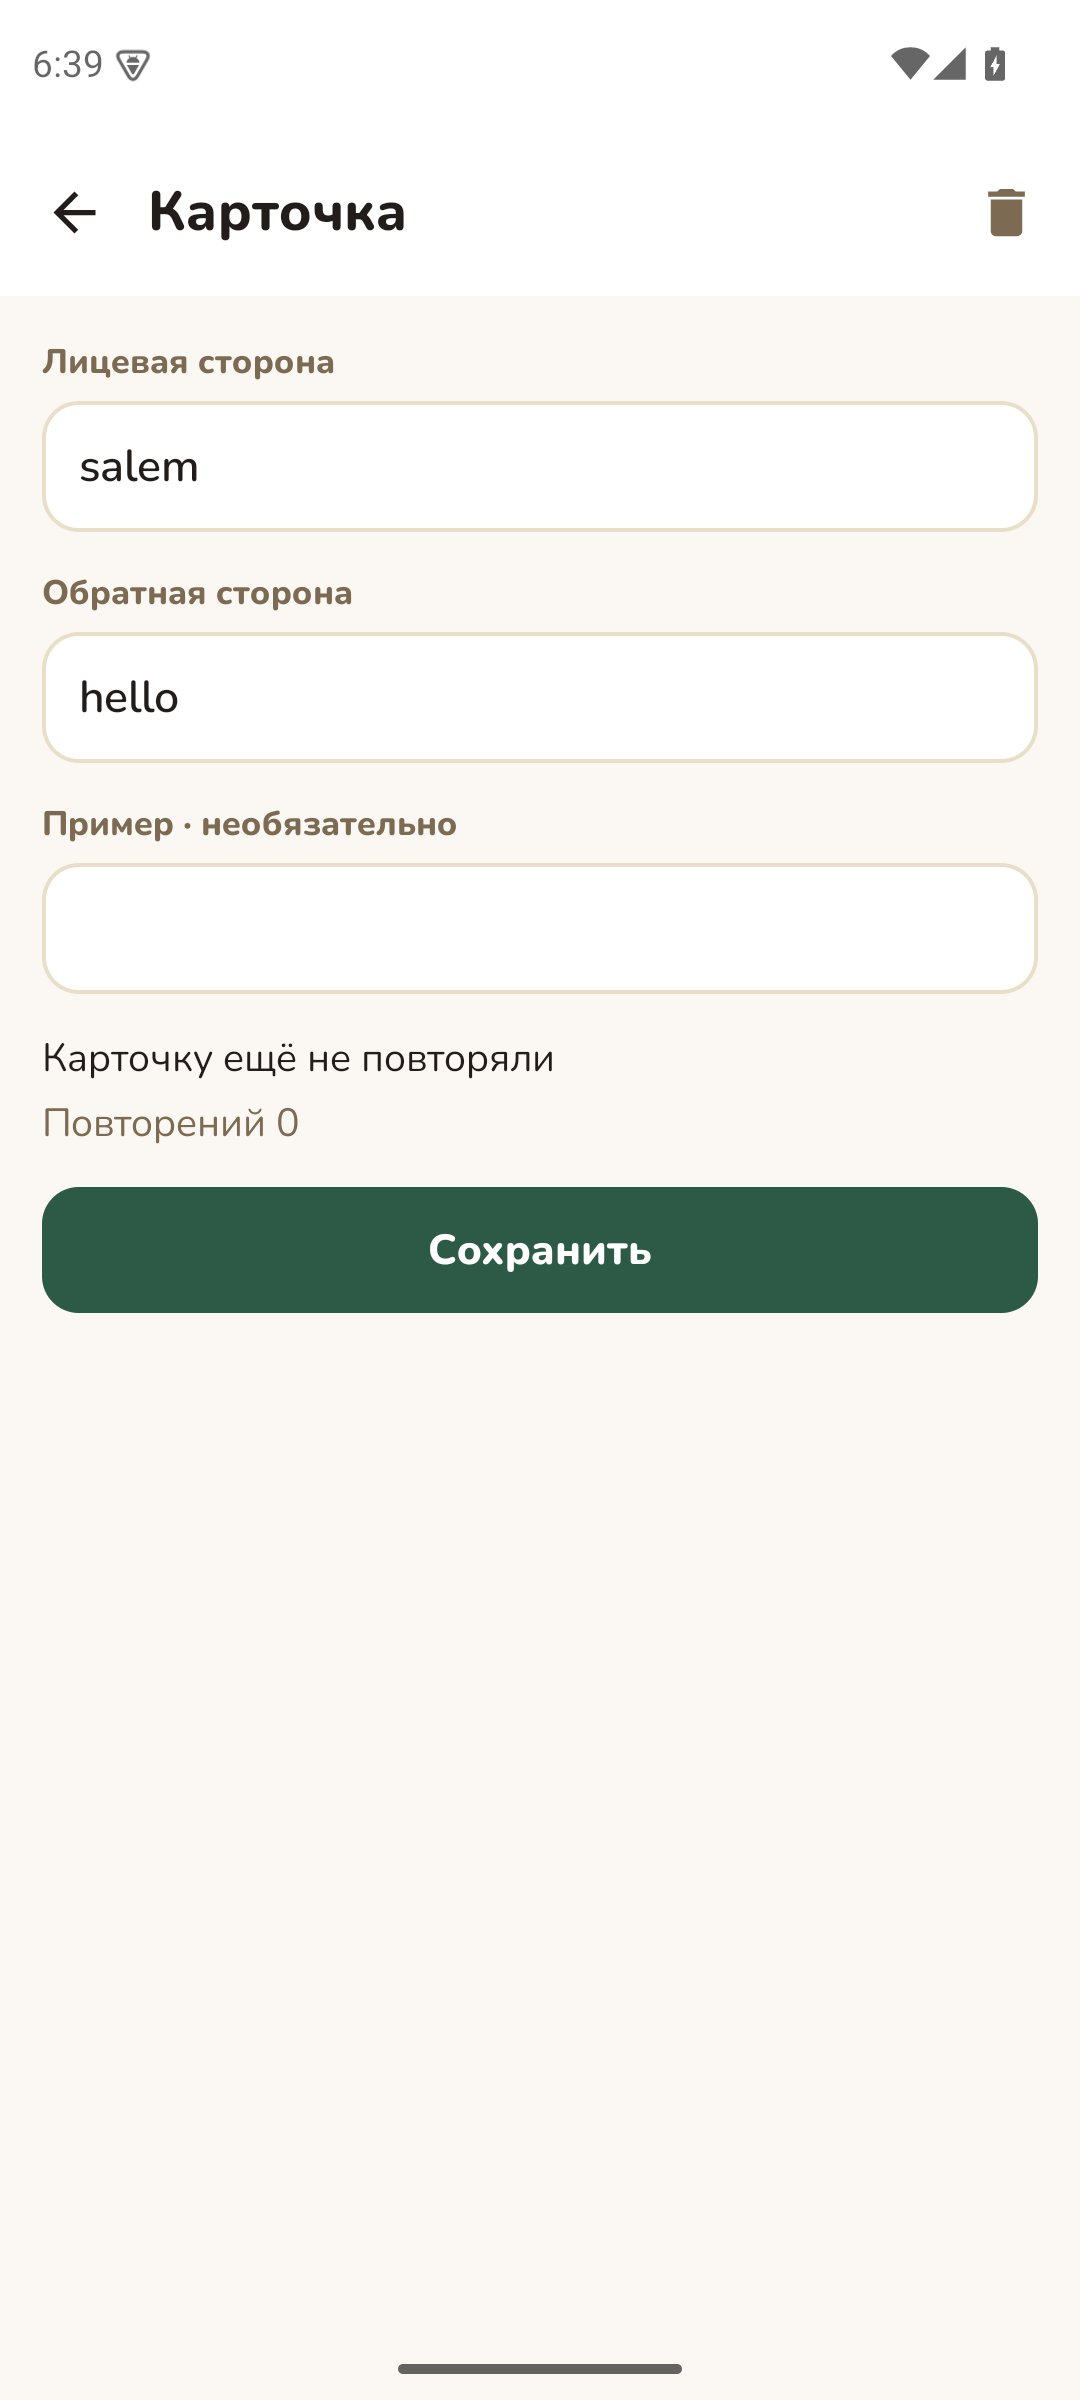 6:39
Карточка
Лицевая сторона
salem
Обратная сторона
hello
Пример · необязательно
Карточку ещё не повторяли
Повторений 0
Сохранить